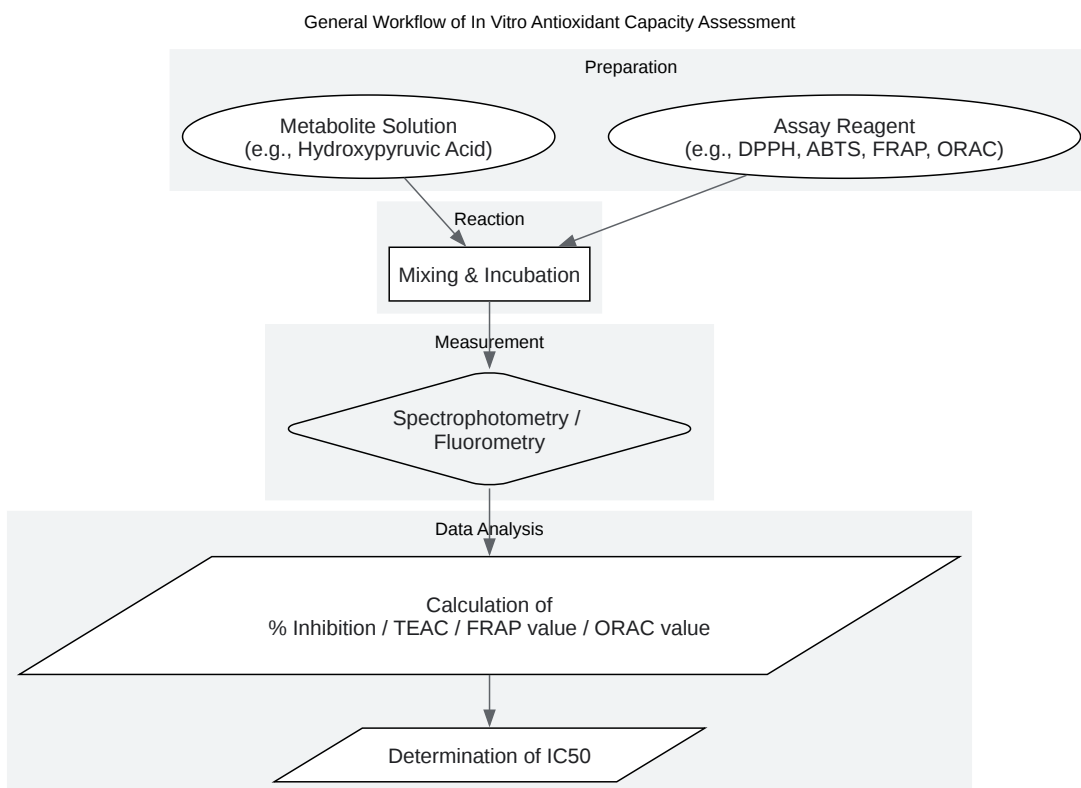 General Workflow of In Vitro Antioxidant Capacity Assessment
Preparation
Metabolite Solution
(e.g., Hydroxypyruvic Acid)
Assay Reagent
(e.g., DPPH, ABTS, FRAP, ORAC)
Reaction
Mixing & Incubation
Measurement
Spectrophotometry /
Fluorometry
Data Analysis
Calculation of
% Inhibition / TEAC / FRAP value / ORAC value
Determination of IC50